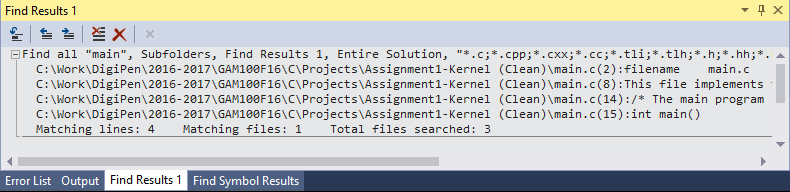 Find Results 1
Find all "main", Subfolders, Find Results 1, Entire Solution, "*.c;*.cpp;*.cxx;*.cc;*.tli;*.tlh;*.h;*.hh;*.
C:\Work\DigiPen\2016-2017\GAM100F16\C\Projects\Assignment1-Kernel (Clean)\main.c(2):filename    main.c
C:\Work\DigiPen\2016-2017\GAM100F16\C\Projects\Assignment1-Kernel (Clean)\main.c(8):This file implements
C:\Work\DigiPen\2016-2017\GAM100F16\C\Projects\Assignment1-Kernel (Clean)\main.c(14):/* The main program
C:\Work\DigiPen\2016-2017\GAM100F16\C\Projects\Assignment1-Kernel (Clean)\main.c(15):int main()
Matching lines: 4    Matching files: 1    Total files searched: 3
Error List Output Find Results 1 Find Symbol Results